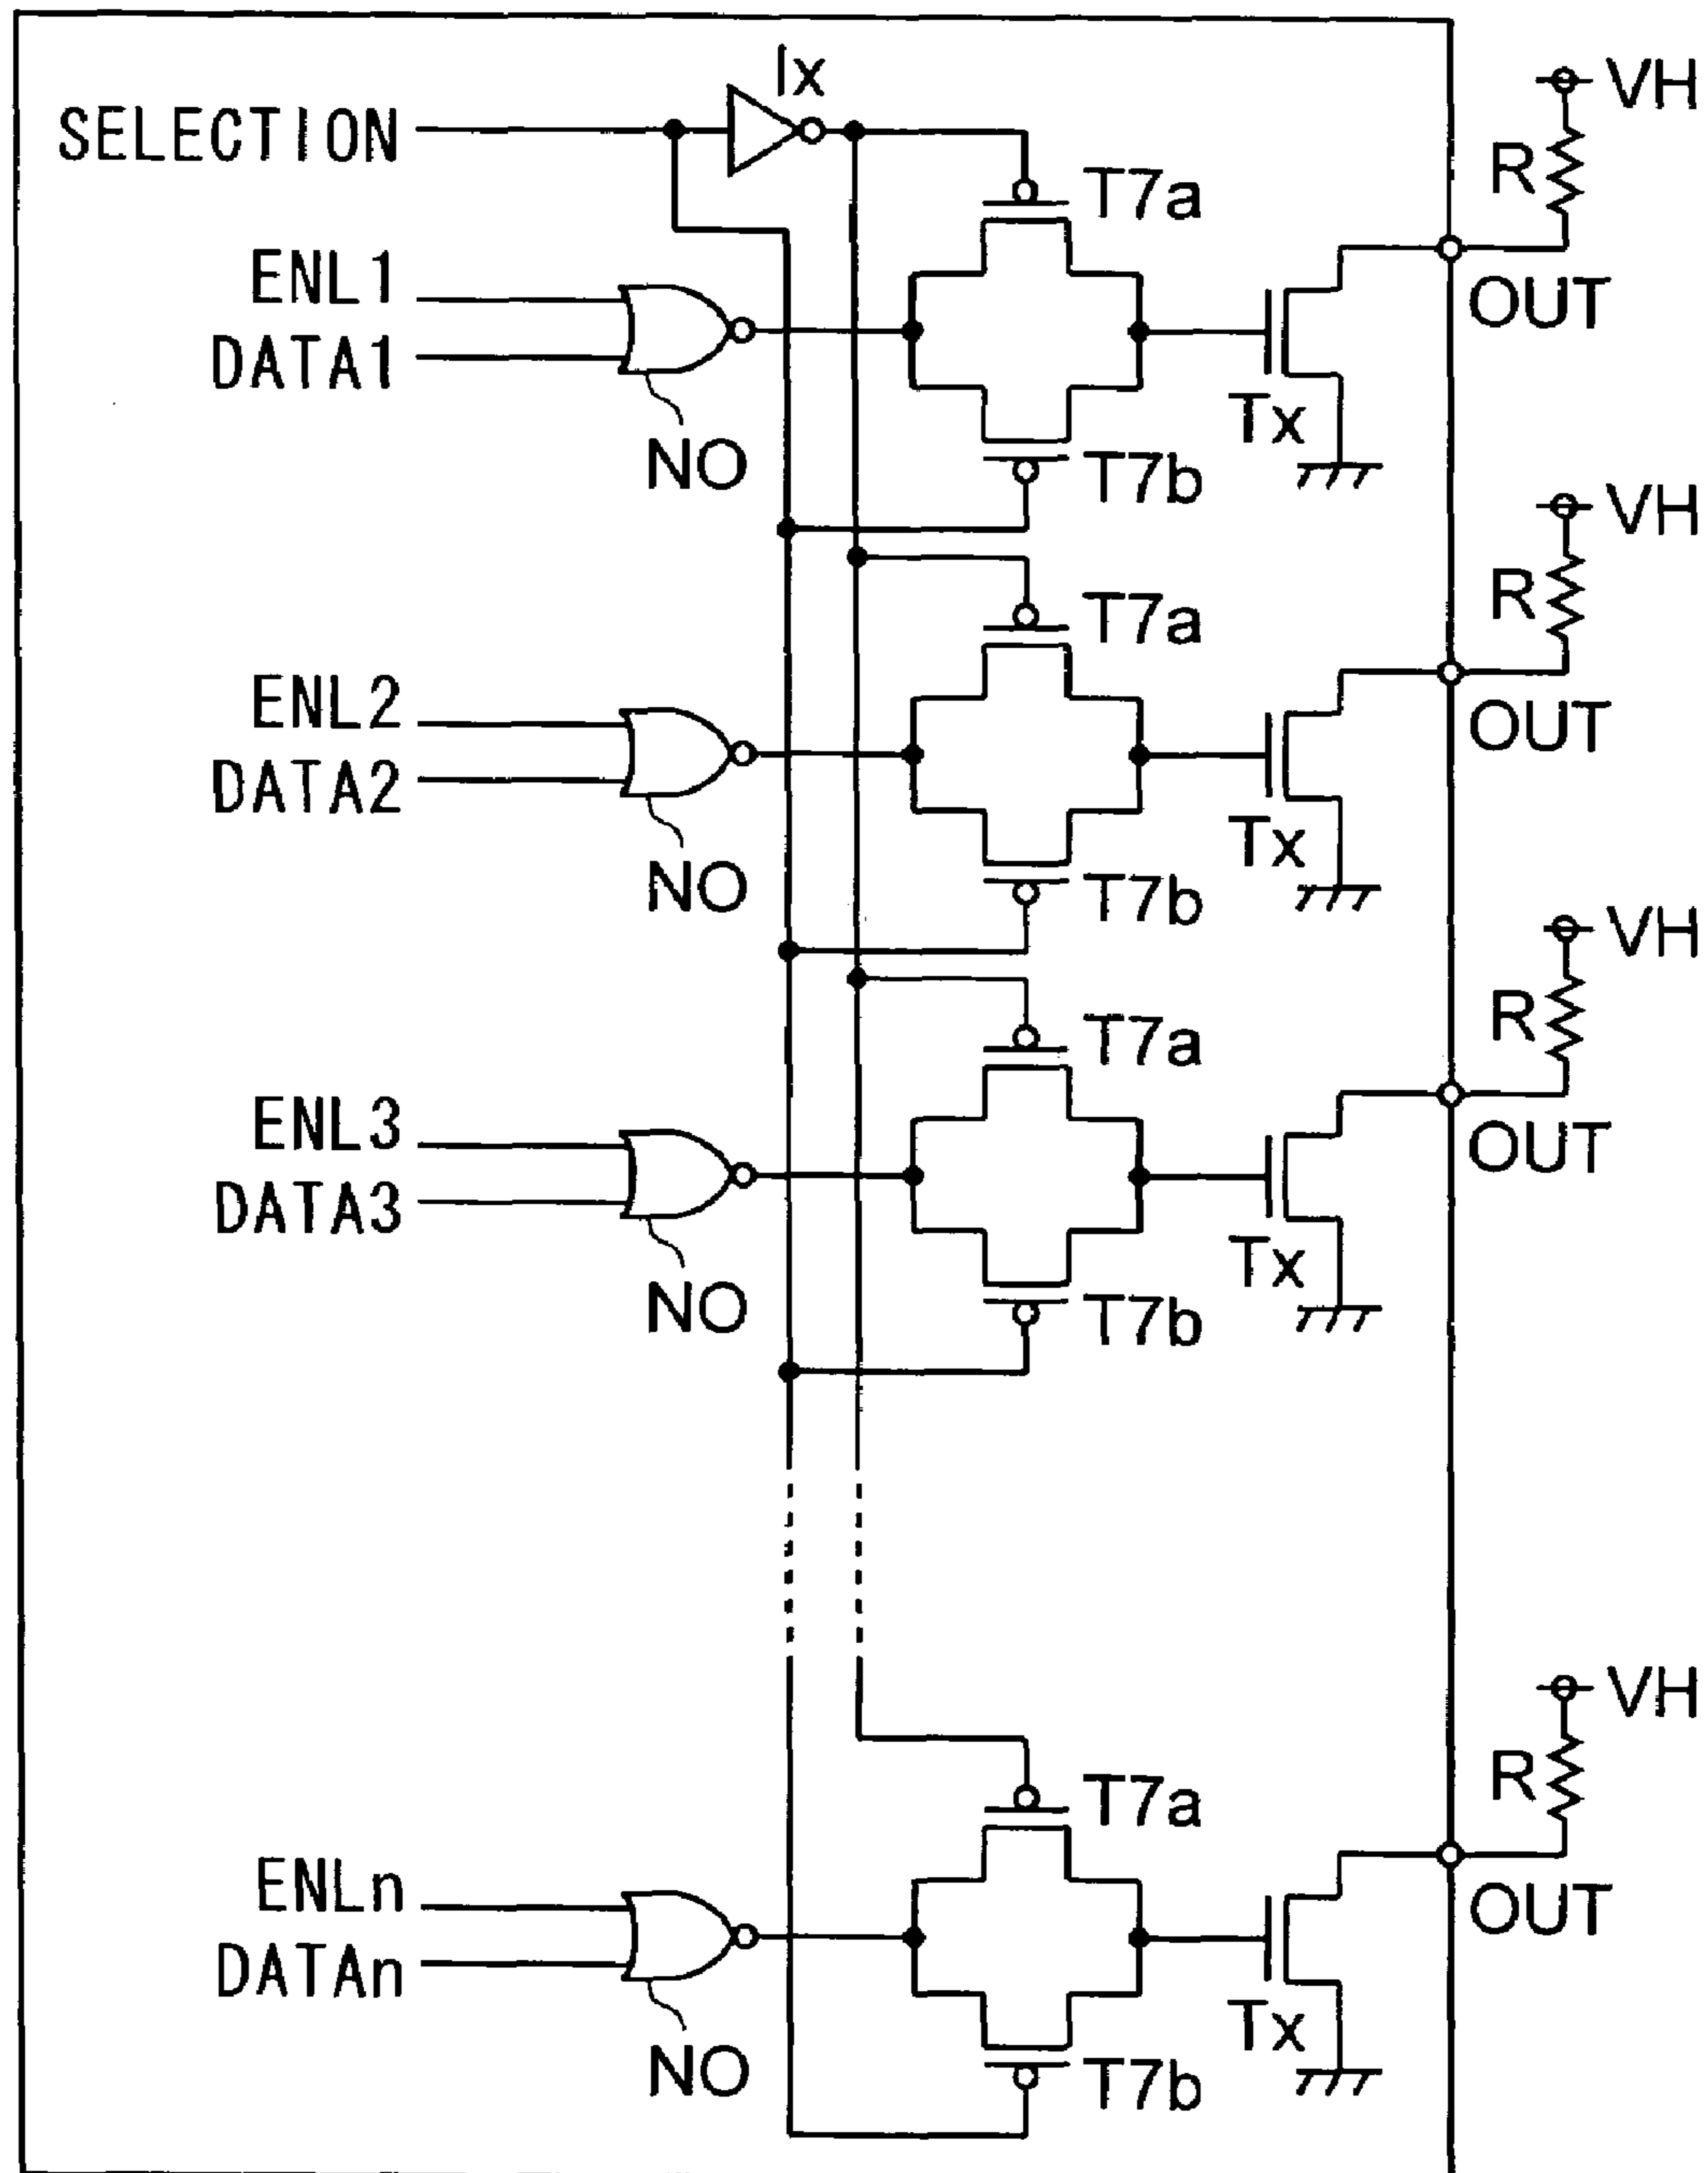 Ix
VH
SELECTION
R
T7a
ENL1
OUT
DATA1
Tx
NO
T7b
VH
R
T7a
ENL2
OUT
DATA2
Tx
NO
T7b
VH
R
T7a
ENL3
OUT
DATA3
Tx
NO
T7b
VH
R
T7a
ENLn
OUT
DATAn
Tx
NO
T7b